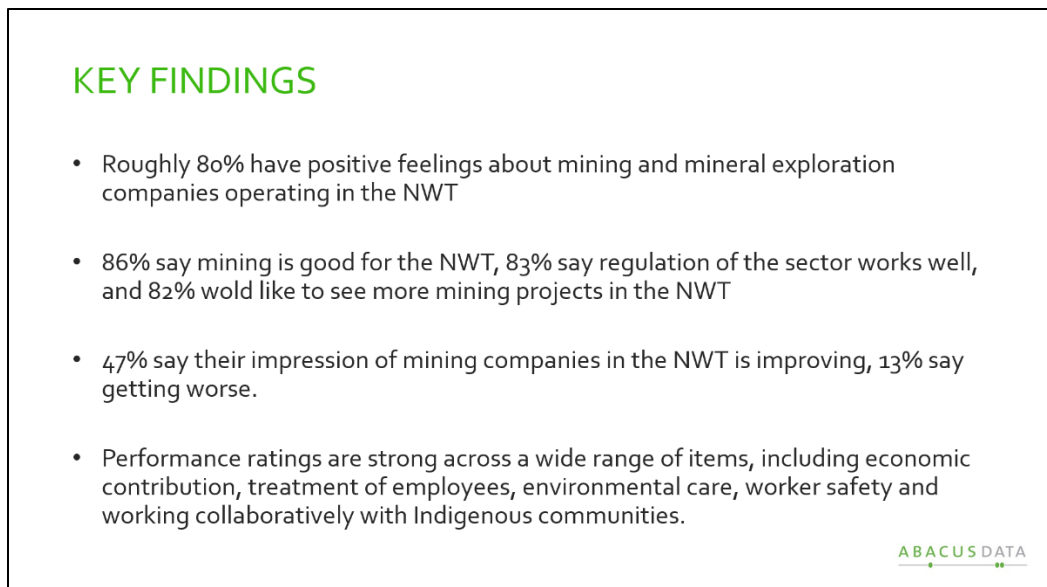 KEY FINDINGS
• Roughly 80% have positive feelings about mining and mineral exploration
companies operating in the NWT
• 86% say mining is good for the NWT, 83% say regulation of the sector works well,
and 82% wold like to see more mining projects in the NWT
• 47% say their impression of mining companies in the NWT is improving, 13% say
getting worse.
• Performance ratings are strong across a wide range of items, including economic
contribution, treatment of employees, environmental care, worker safety and
working collaboratively with Indigenous communities.
ABACUS DATA